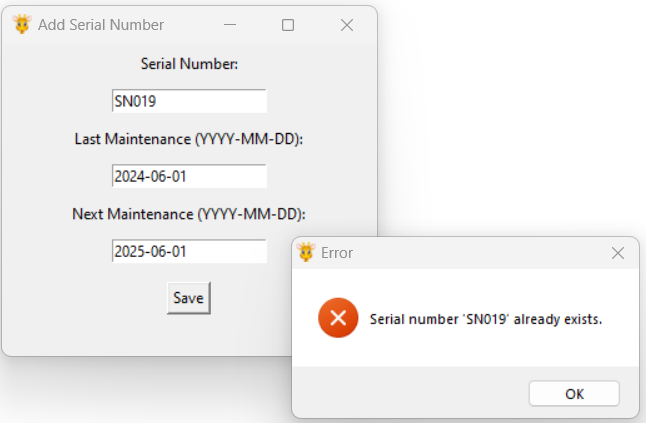 Add Serial Number
Serial Number:
SN019
Last Maintenance (YYYY-MM-DD):
2024-06-01
Next Maintenance (YYYY-MM-DD):
2025-06-01
Save
Error
Serial number 'SN019' already exists.
OK